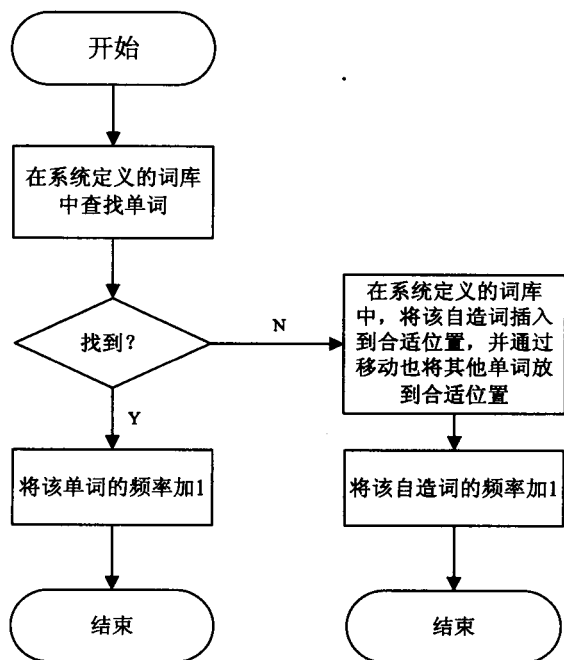 开始
在系统定义的词库
中查找单词
找到?
N
在系统定义的词库
中，将该自造词插入
到合适位置，并通过
移动也将其他单词放
到合适位置
Y
将该单词的频率加1
将该自造词的频率加1
结束
结束